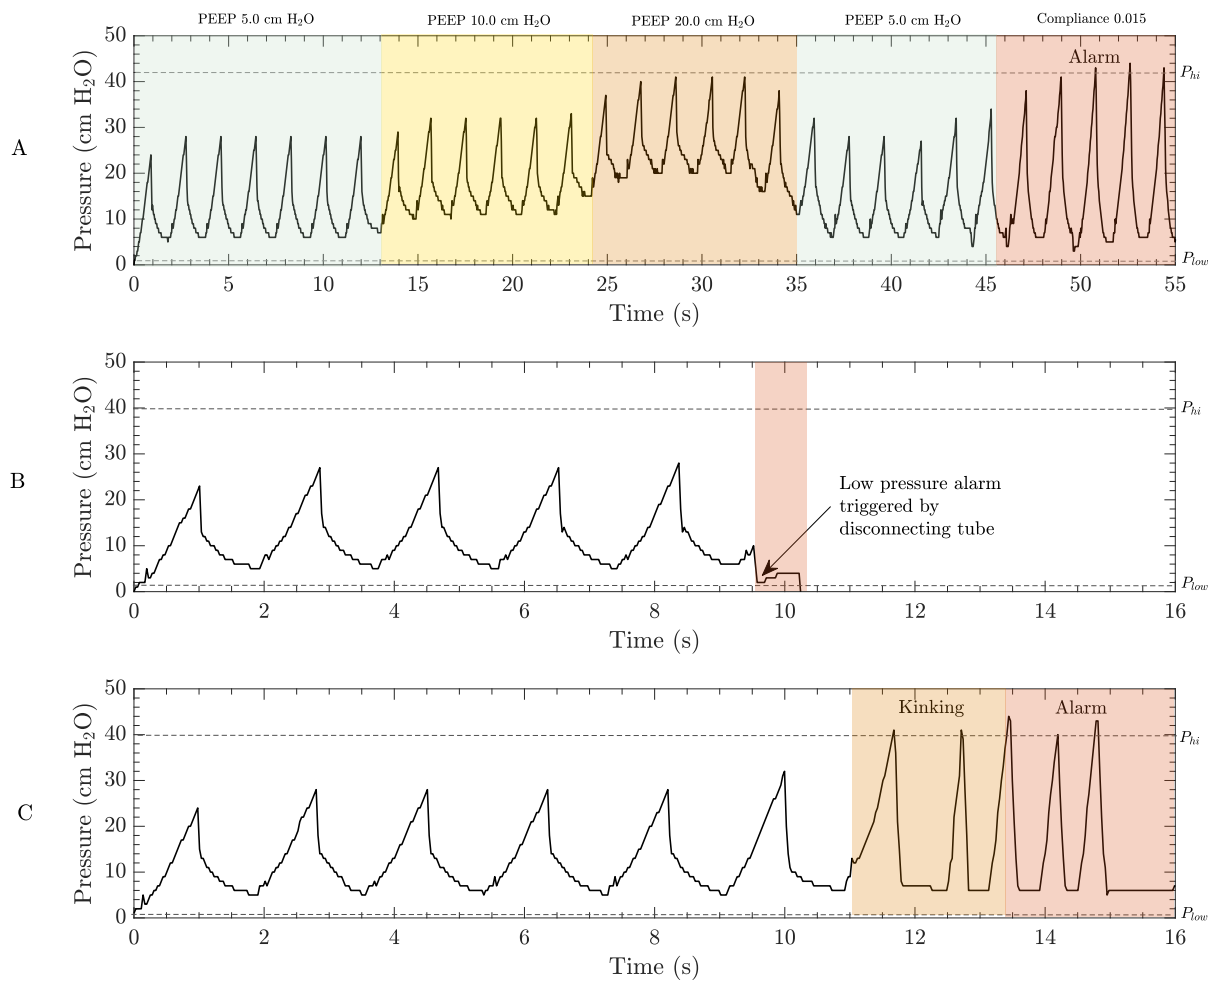 PEEP 5.0 cm H₂O PEEP 10.0 cm H₂O PEEP 20.0 cm H₂O PEEP 5.0 cm H₂O Compliance 0.015
A
Pressure (cm H₂O)
50
40
30
20
10
0
Alarm
P_hi
P_low
0 5 10 15 20 25 30 35 40 45 50 55
Time (s)
B
Pressure (cm H₂O)
50
40
30
20
10
0
P_hi
Low pressure alarm
triggered by
disconnecting tube
P_low
0 2 4 6 8 10 12 14 16
Time (s)
C
Pressure (cm H₂O)
50
40
30
20
10
0
Kinking Alarm
P_hi
P_low
0 2 4 6 8 10 12 14 16
Time (s)